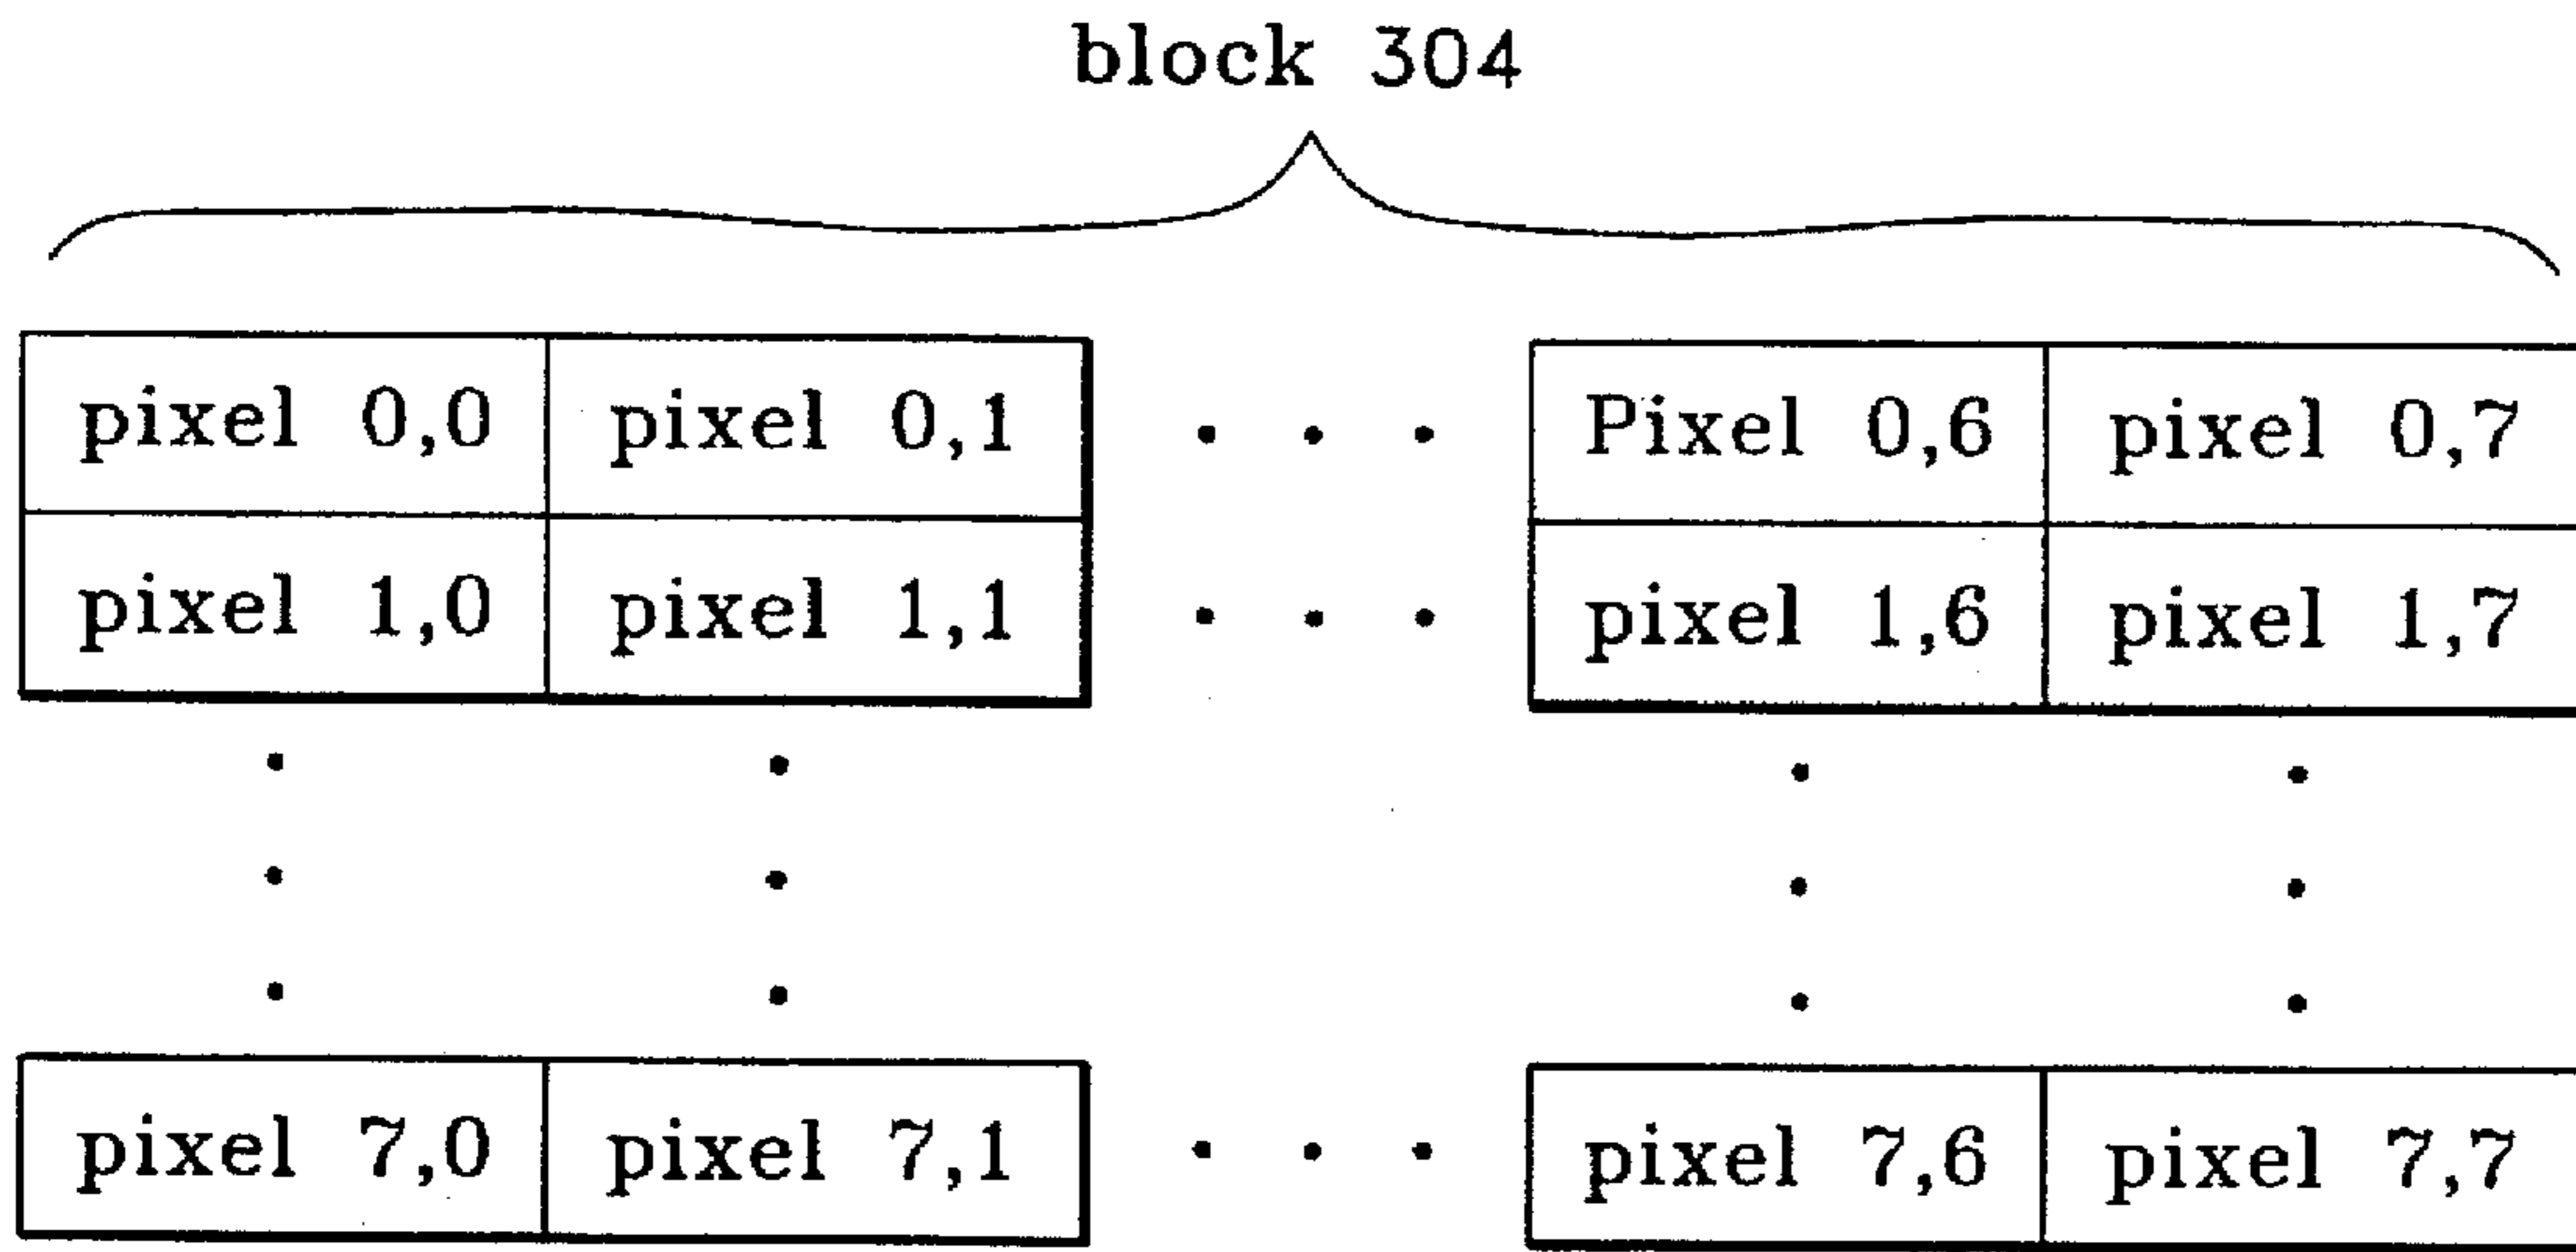 block 304
pixel 0,0 pixel 0,1 . . . Pixel 0,6 pixel 0,7
pixel 1,0 pixel 1,1 . . . pixel 1,6 pixel 1,7
pixel 7,0 pixel 7,1 . . . pixel 7,6 pixel 7,7